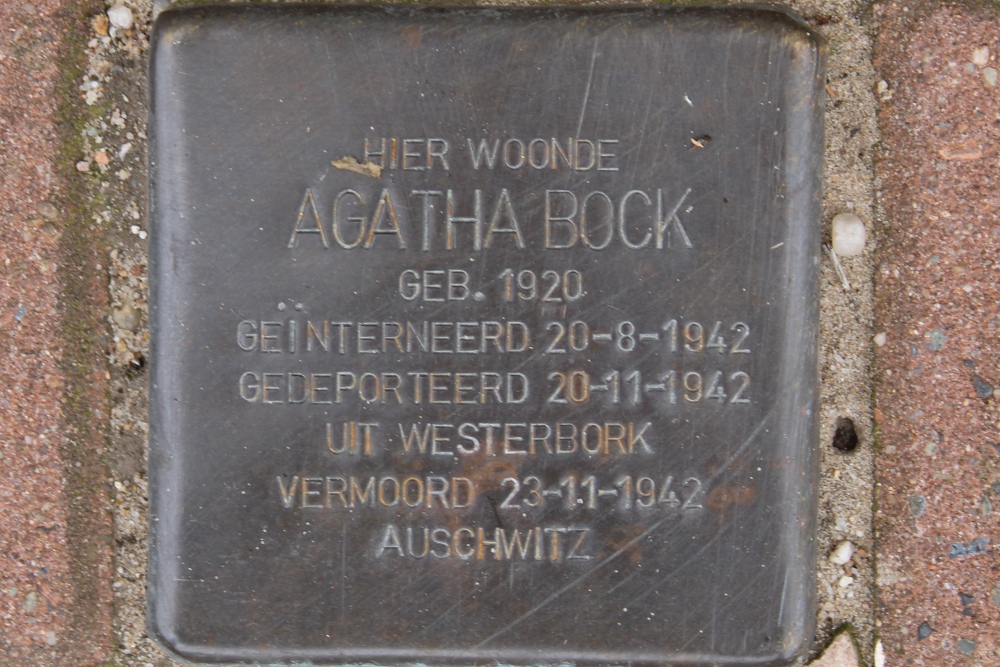 HIER WOONDE
AGATHA BOCK
GEB. 1920
GEÏNTERNEERD 20-8-1942
GEDEPORTEERD 20-11-1942
UIT WESTERBORK
VERMOORD 23-11-1942
AUSCHWITZ